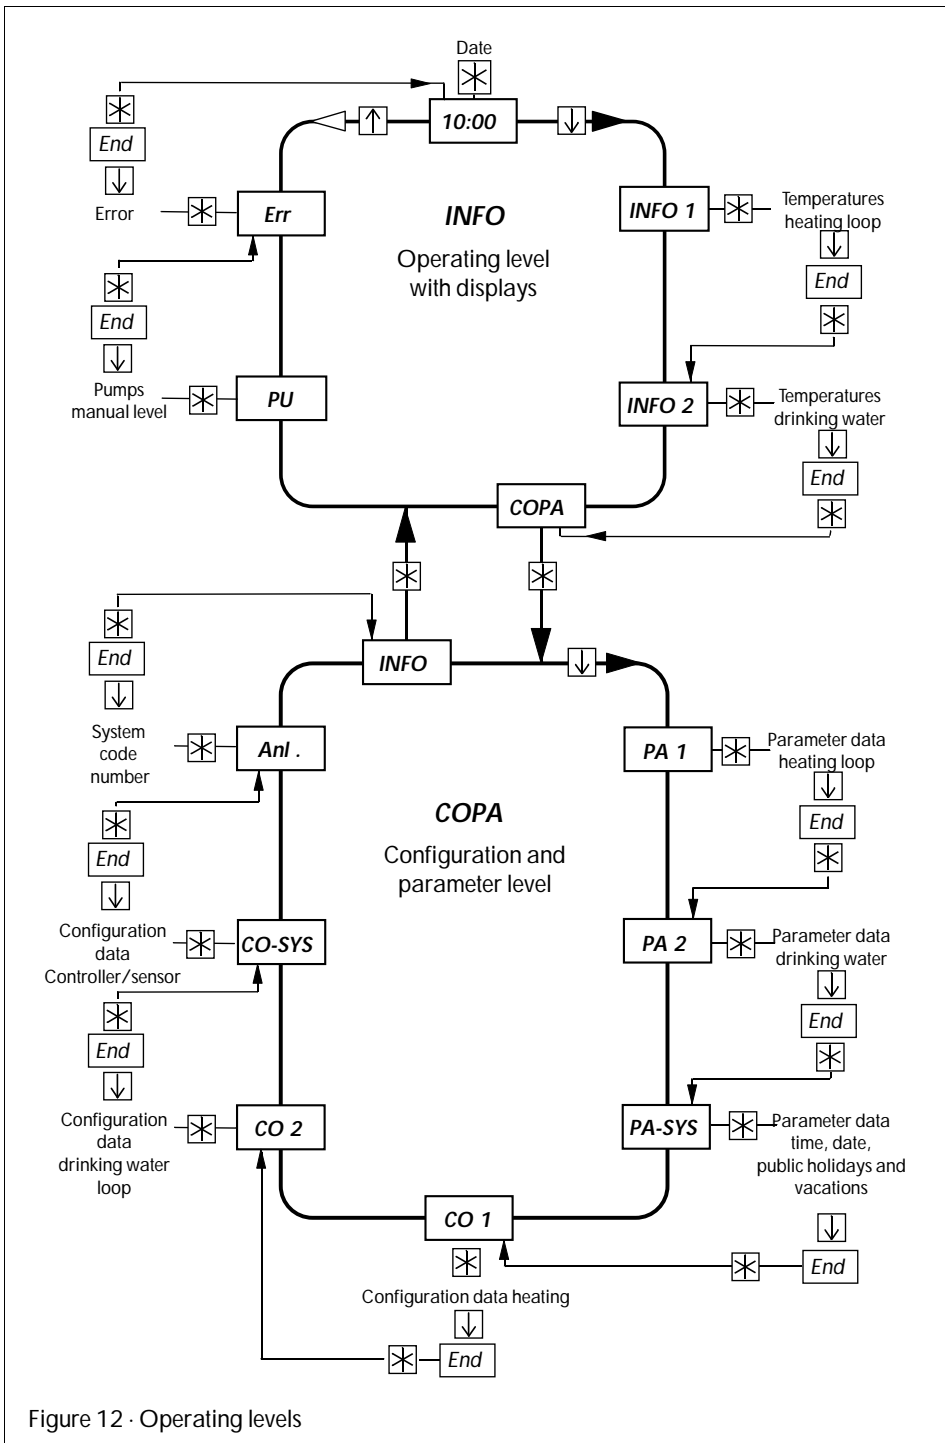 Date
10:00
End
Error
Err
INFO
Operating level
with displays
INFO 1
Temperatures
heating loop
End
End
Pumps
manual level
PU
INFO 2
Temperatures
drinking water
End
COPA
INFO
End
System
code
number
Anl .
PA 1
Parameter data
heating loop
End
COPA
Configuration and
parameter level
End
Configuration
data
Controller/sensor
CO-SYS
PA 2
Parameter data
drinking water
End
End
Configuration
data
drinking water
loop
CO 2
PA-SYS
Parameter data
time, date,
public holidays and
vacations
End
CO 1
Configuration data heating
End
Figure 12 · Operating levels